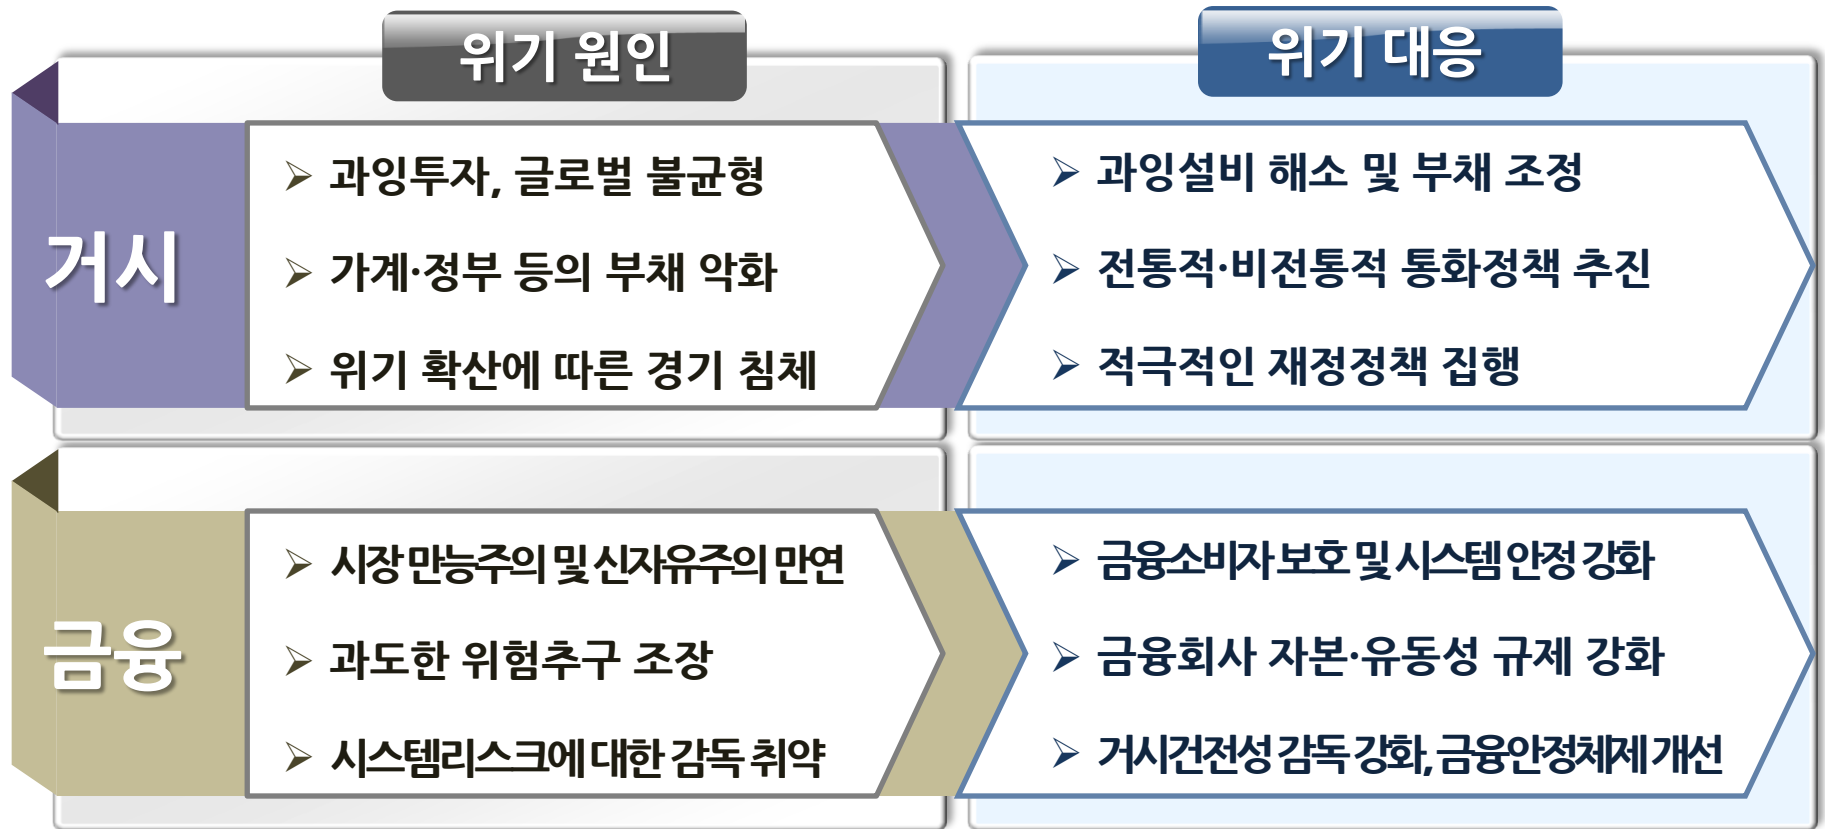 위기 원인
위기 대응
거시
➢ 과잉투자, 글로벌 불균형
➢ 가계·정부 등의 부채 악화
➢ 위기 확산에 따른 경기 침체
➢ 과잉설비 해소 및 부채 조정
➢ 전통적·비전통적 통화정책 추진
➢ 적극적인 재정정책 집행
금융
➢ 시장 만능주의 및 신자유주의 만연
➢ 과도한 위험추구 조장
➢ 시스템리스크에 대한 감독 취약
➢ 금융소비자 보호 및 시스템 안정 강화
➢ 금융회사 자본·유동성 규제 강화
➢ 거시건전성 감독 강화, 금융안정체제 개선